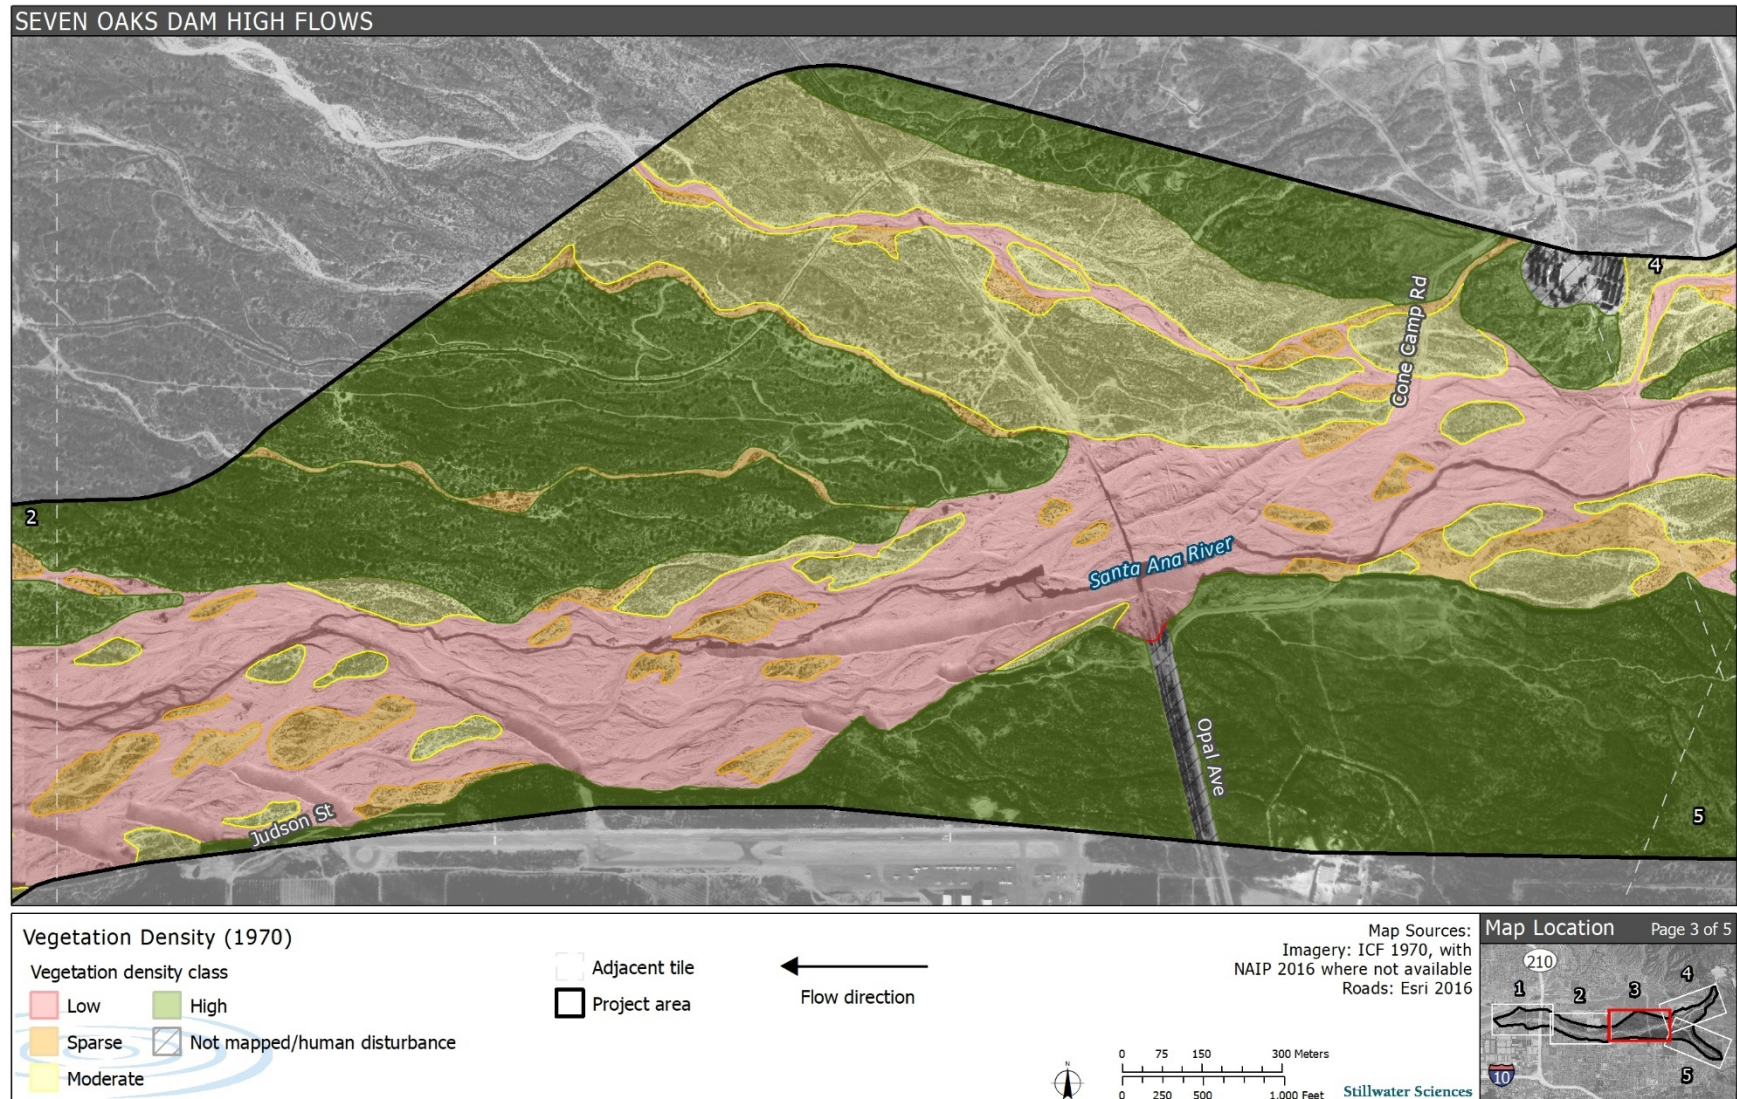 SEVEN OAKS DAM HIGH FLOWS
4
Cone Camp Rd
2
Santa Ana River
Opal Ave
Judson St
5
Vegetation Density (1970)
Vegetation density class
Low
High
Sparse
Not mapped/human disturbance
Moderate
Adjacent tile
Project area
Flow direction
Map Sources:
Imagery: ICF 1970, with
NAIP 2016 where not available
Roads: Esri 2016
N
0 75 150 300 Meters
0 250 500 1,000 Feet
Stillwater Sciences
Map Location Page 3 of 5
210
4
1 2 3
10
5